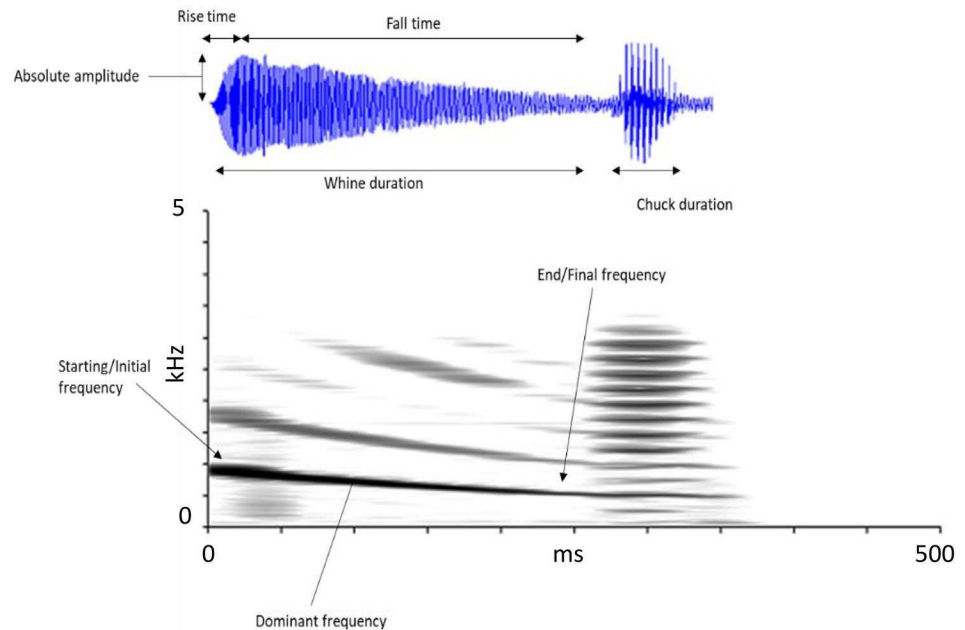 Rise time
Fall time
Absolute amplitude
Whine duration
Chuck duration
5
End/Final frequency
kHz
Starting/Initial
frequency
0
0
ms
500
Dominant frequency